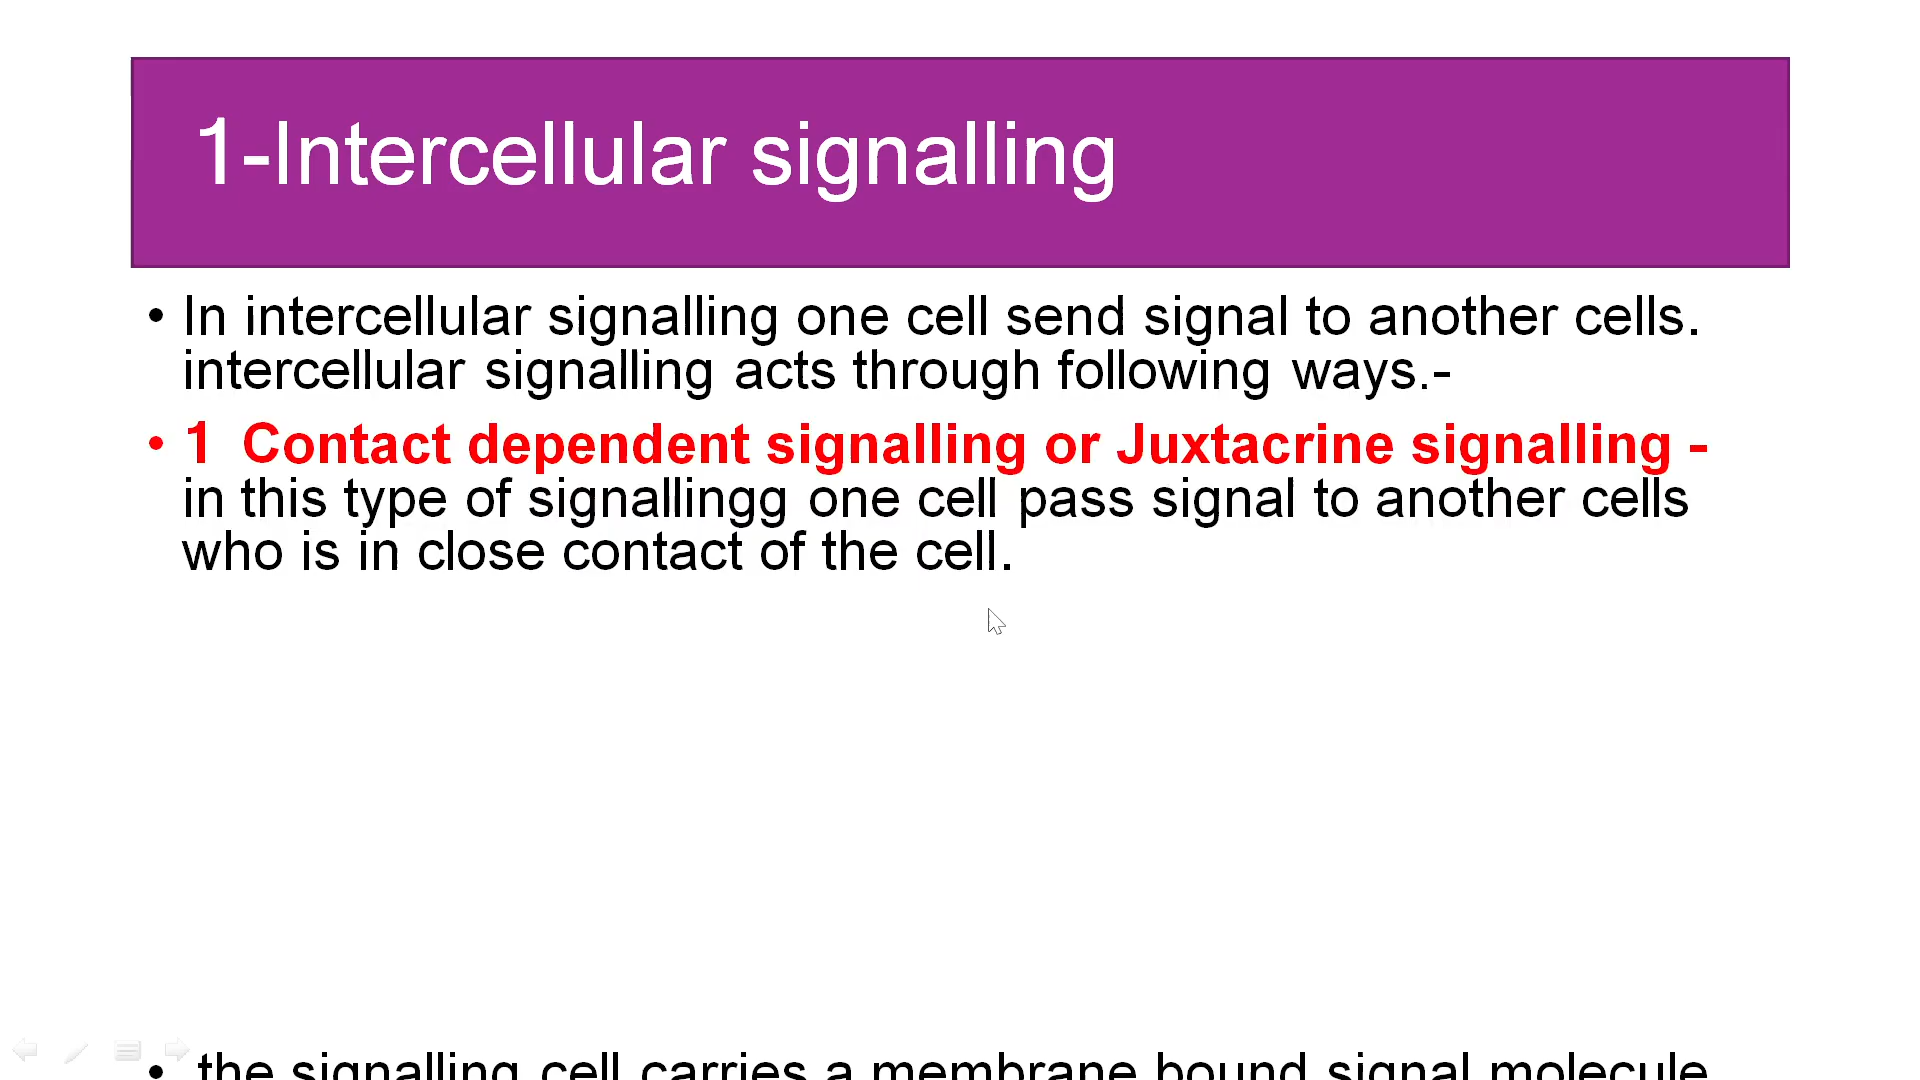 1-Intercellular signalling
• In intercellular signalling one cell send signal to another cells.
intercellular signalling acts through following ways.-
• 1  Contact dependent signalling or Juxtacrine signalling -
in this type of signallingg one cell pass signal to another cells
who is in close contact of the cell.
• the signalling cell carries a membrane bound signal molecule